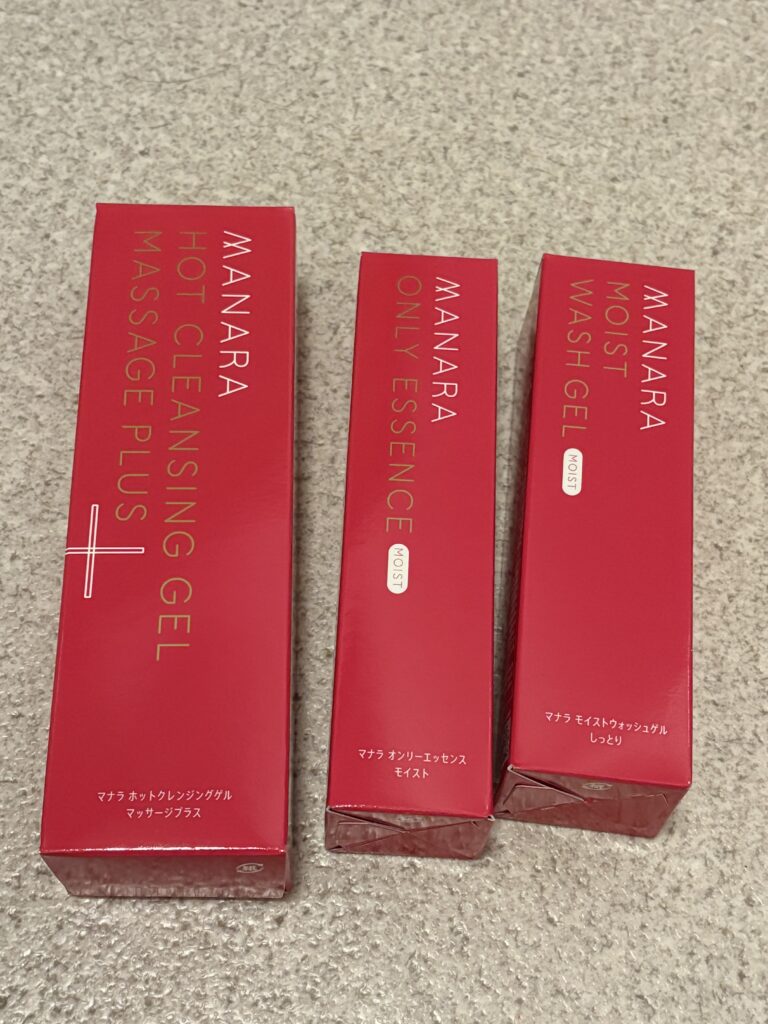 MANARA
HOT CLEANSING GEL
MASSAGE PLUS
マナラ ホットクレンジングゲル
マッサージプラス
MANARA
ONLY ESSENCE
MOIST
マナラ オンリーエッセンス
モイスト
MANARA
MOIST
WASH GEL
MOIST
マナラ モイストウォッシュゲル
しっとり